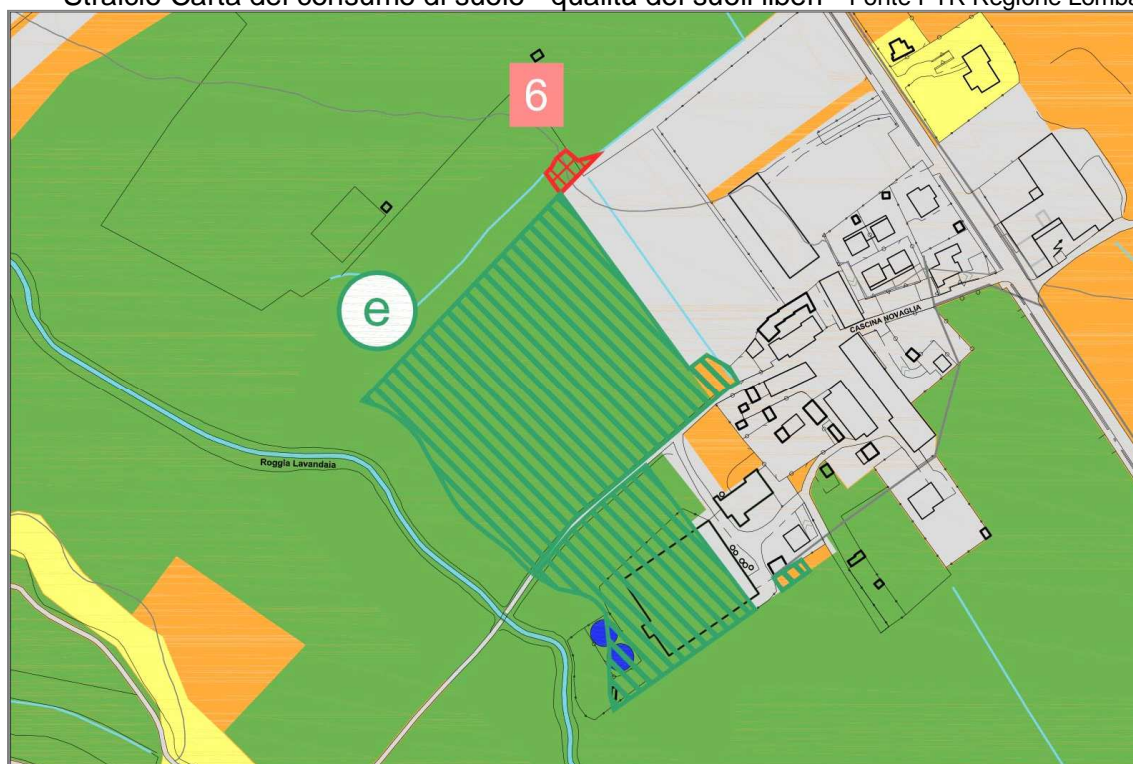 Stralcio Carta del consumo di suolo - qualità dei suoli liberi - Fonte PTR Regione Lomba
6
e
CASCINA NOVAGLIA
Roggia Lavandaia